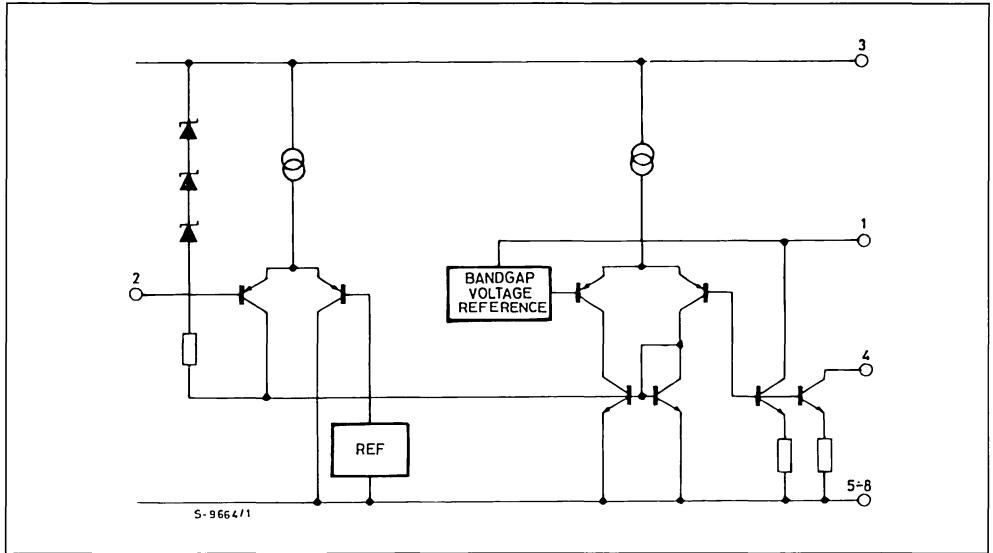 3
1
2
BANDGAP
VOLTAGE
REFERENCE
4
REF
5÷8
S-9664/1